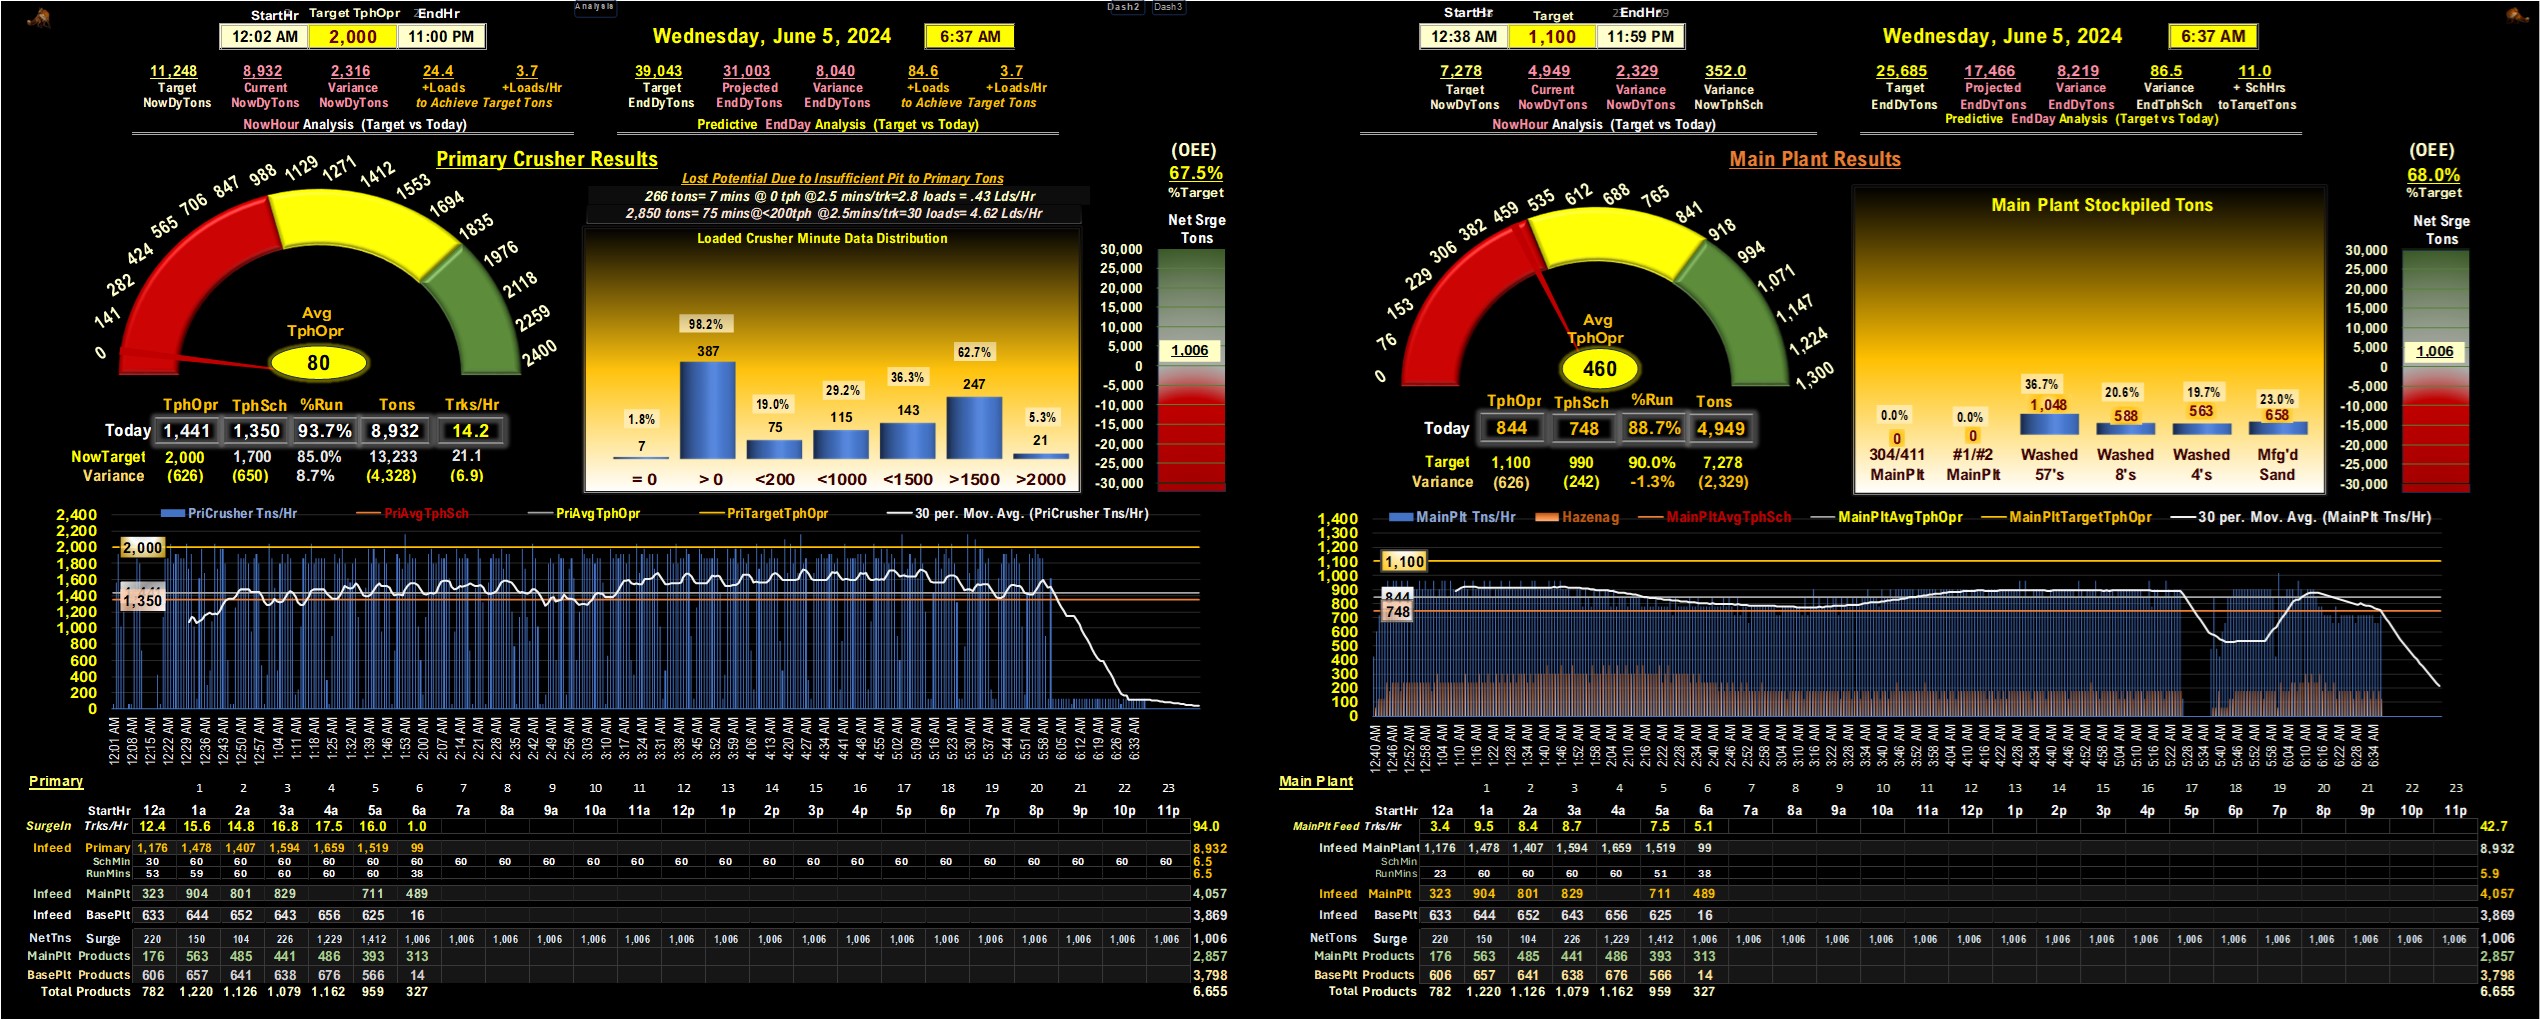 Analysis
Dash2 Dash3
StartHr Target TphOpr EndHr
12:02 AM 2,000 11:00 PM
Wednesday, June 5, 2024 6:37 AM
11,248 8,932 2,316 24.4 3.7
Target Current Variance +Loads +Loads/Hr
NowDyTons NowDyTons NowDyTons to Achieve Target Tons
NowHour Analysis (Target vs Today)
39,043 31,003 8,040 84.6 3.7
Target Projected Variance +Loads +Loads/Hr
EndDyTons EndDyTons EndDyTons to Achieve Target Tons
Predictive EndDay Analysis (Target vs Today)
Primary Crusher Results
0 141 282 424 565 706 847 988 1129 1271 1412 1553 1694 1835 1976 2118 2259 2400
Avg
TphOpr
80
TphOpr TphSch %Run Tons Trks/Hr
Today 1,441 1,350 93.7% 8,932 14.2
NowTarget 2,000 1,700 85.0% 13,233 21.1
Variance (626) (650) 8.7% (4,328) (6.9)
Lost Potential Due to Insufficient Pit to Primary Tons
266 tons= 7 mins @ 0 tph @2.5 mins/trk=2.8 loads = .43 Lds/Hr
2,850 tons= 75 mins@<200tph @2.5mins/trk=30 loads= 4.62 Lds/Hr
Loaded Crusher Minute Data Distribution
1.8% 98.2% 19.0% 29.2% 36.3% 62.7% 5.3%
7 387 75 115 143 247 21
= 0 > 0 <200 <1000 <1500 >1500 >2000
(OEE)
67.5%
%Target
Net Srge
Tons
30,000
25,000
20,000
15,000
10,000
5,000
1,006
0
-5,000
-10,000
-15,000
-20,000
-25,000
-30,000
PriCrusher Tns/Hr PriAvgTphSch PriAvgTphOpr PriTargetTphOpr 30 per. Mov. Avg. (PriCrusher Tns/Hr)
2,400
2,200
2,000
1,800
1,600
1,400
1,200
1,000
800
600
400
200
0
2,000
1,350
12:01 AM 12:08 AM 12:15 AM 12:22 AM 12:29 AM 12:36 AM 12:43 AM 12:50 AM 12:57 AM 1:04 AM 1:11 AM 1:18 AM 1:25 AM 1:32 AM 1:39 AM 1:46 AM 1:53 AM 2:00 AM 2:07 AM 2:14 AM 2:21 AM 2:28 AM 2:35 AM 2:42 AM 2:49 AM 2:56 AM 3:03 AM 3:10 AM 3:17 AM 3:24 AM 3:31 AM 3:38 AM 3:45 AM 3:52 AM 3:59 AM 4:06 AM 4:13 AM 4:20 AM 4:27 AM 4:34 AM 4:41 AM 4:48 AM 4:55 AM 5:02 AM 5:09 AM 5:16 AM 5:23 AM 5:30 AM 5:37 AM 5:44 AM 5:51 AM 5:58 AM 6:05 AM 6:12 AM 6:19 AM 6:26 AM 6:33 AM
Primary
1 2 3 4 5 6 7 8 9 10 11 12 13 14 15 16 17 18 19 20 21 22 23
StartHr 12a 1a 2a 3a 4a 5a 6a 7a 8a 9a 10a 11a 12p 1p 2p 3p 4p 5p 6p 7p 8p 9p 10p 11p
SurgeIn Trks/Hr 12.4 15.6 14.8 16.8 17.5 16.0 1.0 94.0
Infeed Primary 1,176 1,478 1,407 1,594 1,659 1,519 99 8,932
SchMin 30 60 60 60 60 60 60 60 60 60 60 60 60 60 60 60 60 60 60 60 60 60 60 60 6.5
RunMins 53 59 60 60 60 60 38 6.5
Infeed MainPlt 323 904 801 829 711 489 4,057
Infeed BasePlt 633 644 652 643 656 625 16 3,869
NetTns Surge 220 150 104 226 1,229 1,412 1,006 1,006 1,006 1,006 1,006 1,006 1,006 1,006 1,006 1,006 1,006 1,006 1,006 1,006 1,006 1,006 1,006 1,006 1,006
MainPlt Products 176 563 485 441 486 393 313 2,857
BasePlt Products 606 657 641 638 676 566 14 3,798
Total Products 782 1,220 1,126 1,079 1,162 959 327 6,655
StartHr Target EndHr
12:38 AM 1,100 11:59 PM
Wednesday, June 5, 2024 6:37 AM
7,278 4,949 2,329 352.0
Target Current Variance Variance
NowDyTons NowDyTons NowDyTons NowTphSch
NowHour Analysis (Target vs Today)
25,685 17,466 8,219 86.5 11.0
Target Projected Variance Variance + SchHrs
EndDyTons EndDyTons EndDyTons EndTphSch toTargetTons
Predictive EndDay Analysis (Target vs Today)
Main Plant Results
0 76 153 229 306 382 459 535 612 688 765 841 918 994 1,071 1,147 1,224 1,300
Avg
TphOpr
460
TphOpr TphSch %Run Tons
Today 844 748 88.7% 4,949
Target 1,100 990 90.0% 7,278
Variance (626) (242) -1.3% (2,329)
Main Plant Stockpiled Tons
0.0% 0.0% 36.7% 20.6% 19.7% 23.0%
0 0 1,048 588 563 658
304/411 #1/#2 Washed Washed Washed Mfg'd
MainPlt MainPlt 57's 8's 4's Sand
(OEE)
68.0%
%Target
Net Srge
Tons
30,000
25,000
20,000
15,000
10,000
5,000
1,006
0
-5,000
-10,000
-15,000
-20,000
-25,000
-30,000
MainPlt Tns/Hr Hazenag MainPltAvgTphSch MainPltAvgTphOpr MainPltTargetTphOpr 30 per. Mov. Avg. (MainPlt Tns/Hr)
1,400
1,300
1,200
1,100
1,000
900
844
800
748
700
600
500
400
300
200
100
0
12:40 AM 12:46 AM 12:52 AM 12:58 AM 1:04 AM 1:10 AM 1:16 AM 1:22 AM 1:28 AM 1:34 AM 1:40 AM 1:46 AM 1:52 AM 1:58 AM 2:04 AM 2:10 AM 2:16 AM 2:22 AM 2:28 AM 2:34 AM 2:40 AM 2:46 AM 2:52 AM 2:58 AM 3:04 AM 3:10 AM 3:16 AM 3:22 AM 3:28 AM 3:34 AM 3:40 AM 3:46 AM 3:52 AM 3:58 AM 4:04 AM 4:10 AM 4:16 AM 4:22 AM 4:28 AM 4:34 AM 4:40 AM 4:46 AM 4:52 AM 4:58 AM 5:04 AM 5:10 AM 5:16 AM 5:22 AM 5:28 AM 5:34 AM 5:40 AM 5:46 AM 5:52 AM 5:58 AM 6:04 AM 6:10 AM 6:16 AM 6:22 AM 6:28 AM 6:34 AM
Main Plant
1 2 3 4 5 6 7 8 9 10 11 12 13 14 15 16 17 18 19 20 21 22 23
StartHr 12a 1a 2a 3a 4a 5a 6a 7a 8a 9a 10a 11a 12p 1p 2p 3p 4p 5p 6p 7p 8p 9p 10p 11p
MainPlt Feed Trks/Hr 3.4 9.5 8.4 8.7 7.5 5.1 42.7
Infeed MainPlant 1,176 1,478 1,407 1,594 1,659 1,519 99 8,932
SchMin
RunMins 23 60 60 60 60 51 38 5.9
Infeed MainPlt 323 904 801 829 711 489 4,057
Infeed BasePlt 633 644 652 643 656 625 16 3,869
NetTons Surge 220 150 104 226 1,229 1,412 1,006 1,006 1,006 1,006 1,006 1,006 1,006 1,006 1,006 1,006 1,006 1,006 1,006 1,006 1,006 1,006 1,006 1,006 1,006
MainPlt Products 176 563 485 441 486 393 313 2,857
BasePlt Products 606 657 641 638 676 566 14 3,798
Total Products 782 1,220 1,126 1,079 1,162 959 327 6,655